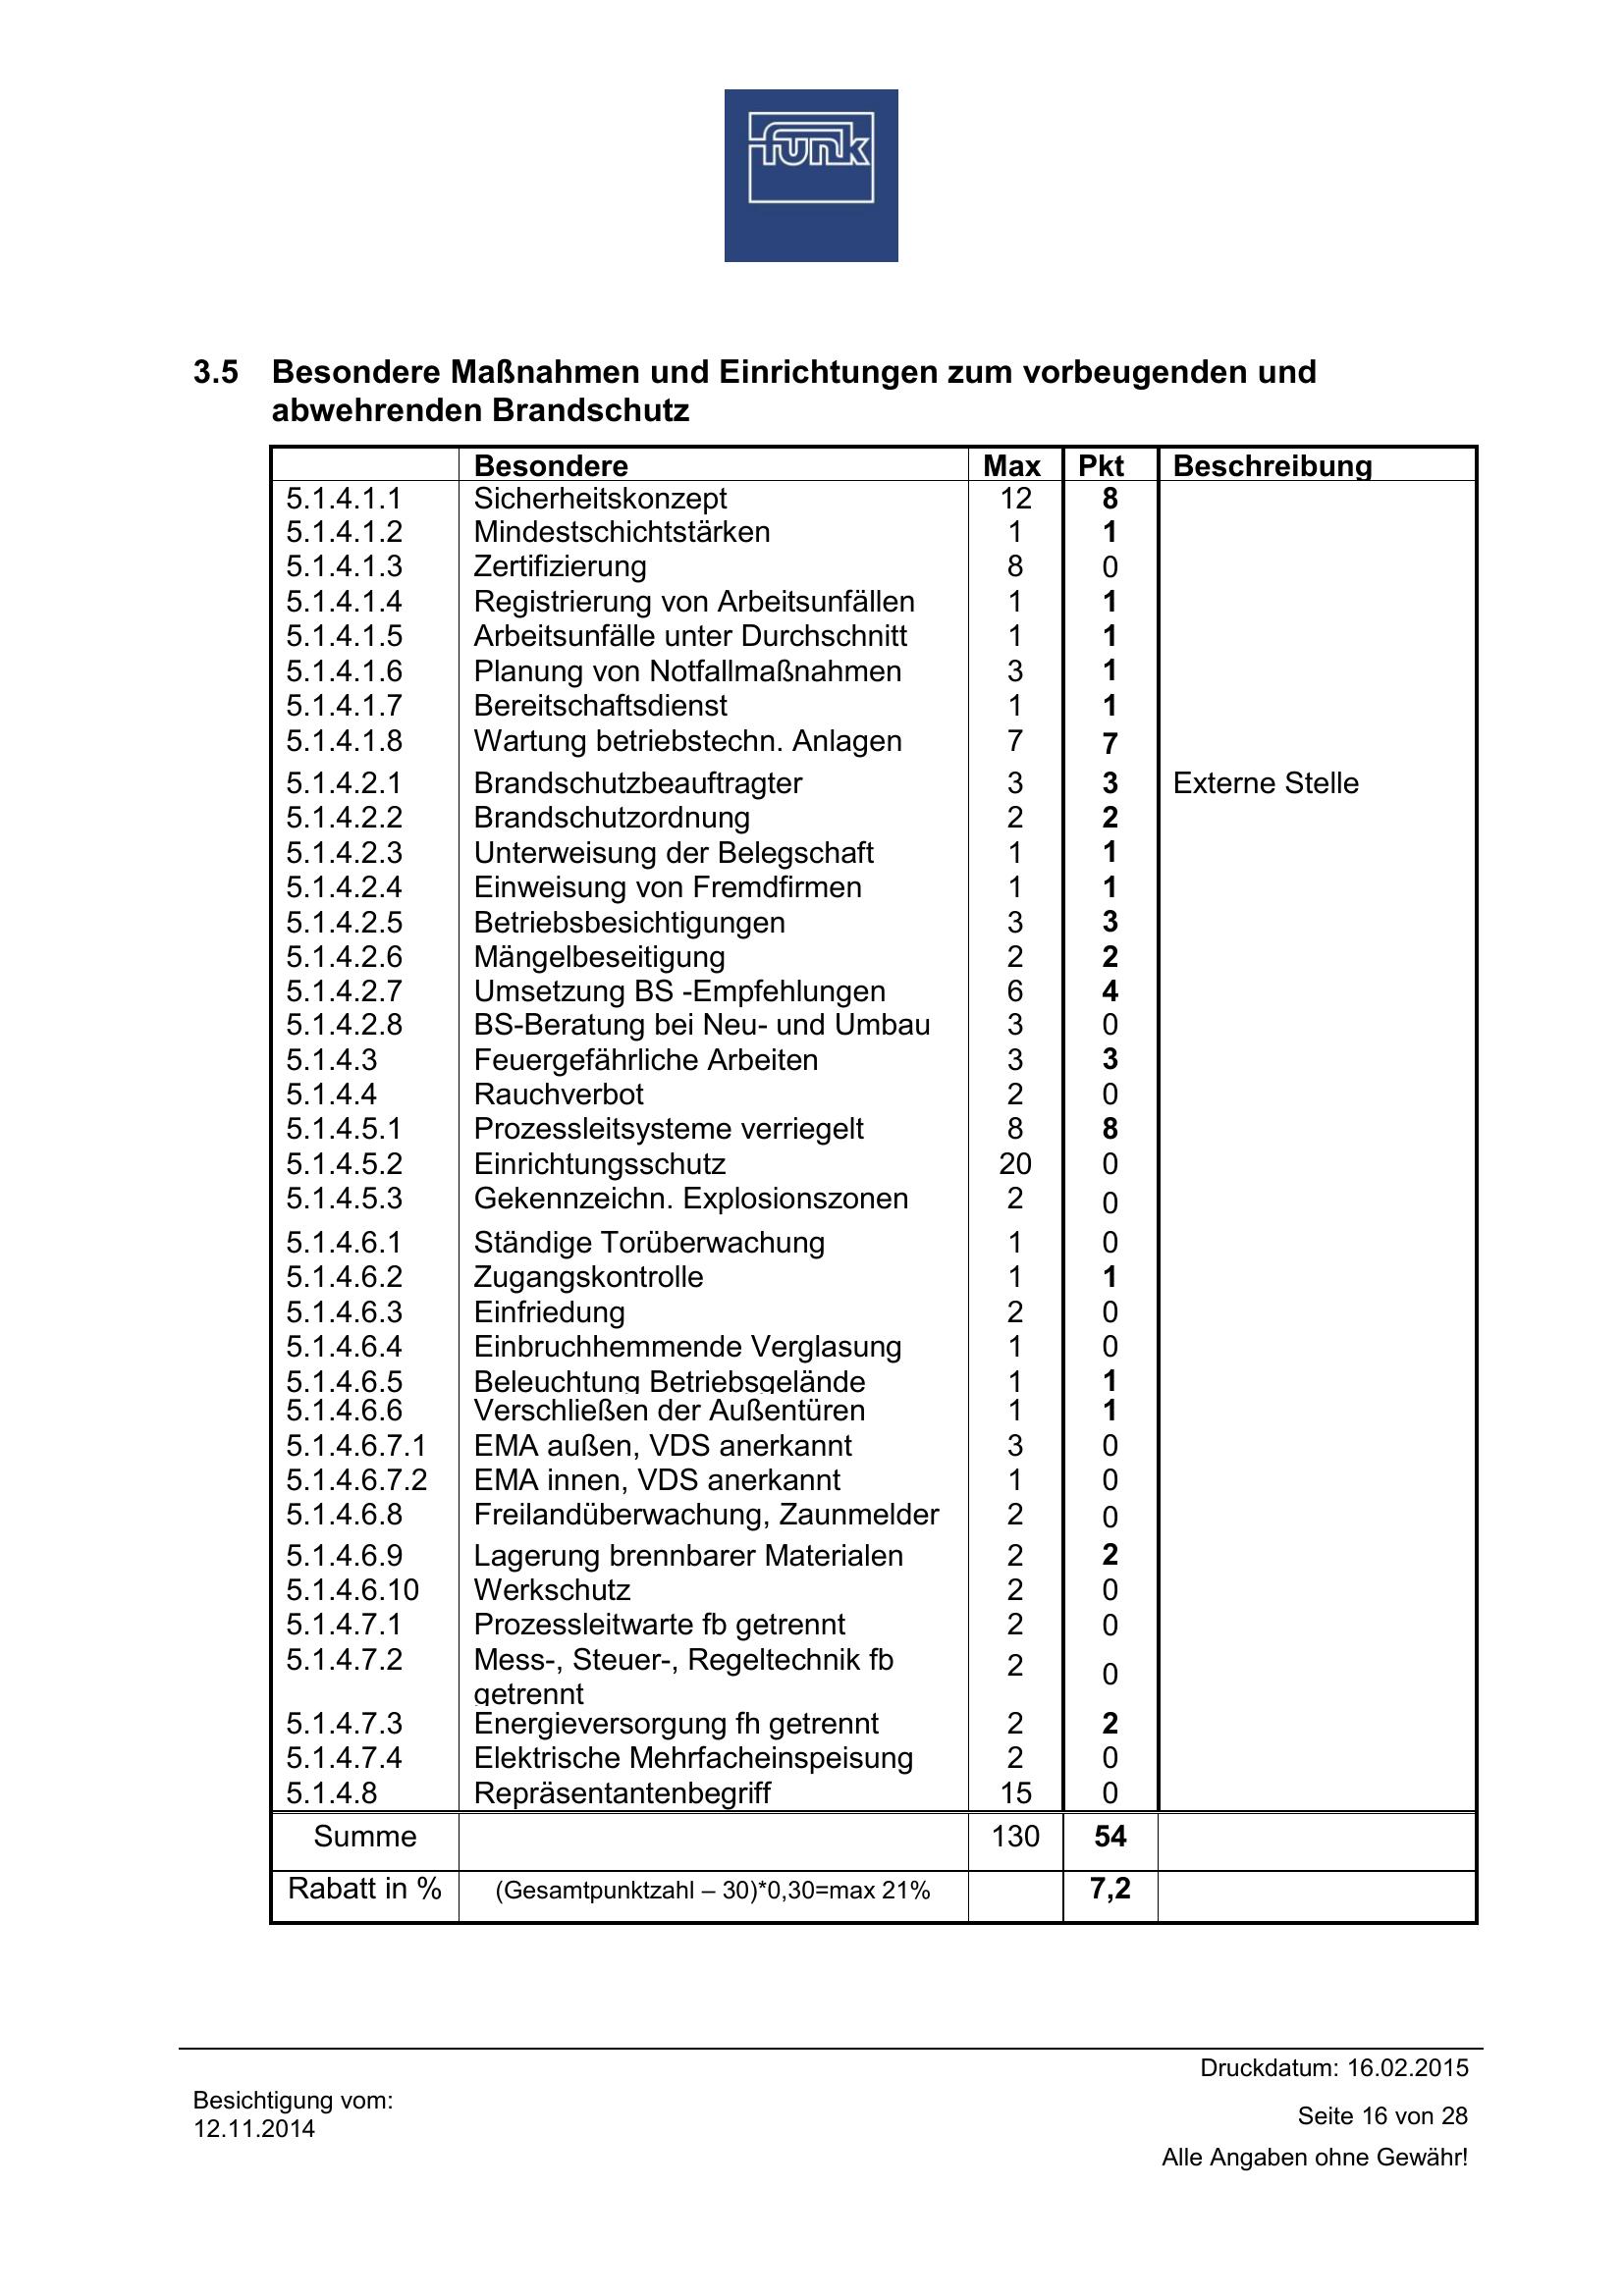 funk
3.5 Besondere Maßnahmen und Einrichtungen zum vorbeugenden und
abwehrenden Brandschutz
Besondere Max Pkt Beschreibung
5.1.4.1.1 Sicherheitskonzept 12 8
5.1.4.1.2 Mindestschichtstärken 1 1
5.1.4.1.3 Zertifizierung 8 0
5.1.4.1.4 Registrierung von Arbeitsunfällen 1 1
5.1.4.1.5 Arbeitsunfälle unter Durchschnitt 1 1
5.1.4.1.6 Planung von Notfallmaßnahmen 3 1
5.1.4.1.7 Bereitschaftsdienst 1 1
5.1.4.1.8 Wartung betriebstechn. Anlagen 7 7
5.1.4.2.1 Brandschutzbeauftragter 3 3 Externe Stelle
5.1.4.2.2 Brandschutzordnung 2 2
5.1.4.2.3 Unterweisung der Belegschaft 1 1
5.1.4.2.4 Einweisung von Fremdfirmen 1 1
5.1.4.2.5 Betriebsbesichtigungen 3 3
5.1.4.2.6 Mängelbeseitigung 2 2
5.1.4.2.7 Umsetzung BS -Empfehlungen 6 4
5.1.4.2.8 BS-Beratung bei Neu- und Umbau 3 0
5.1.4.3 Feuergefährliche Arbeiten 3 3
5.1.4.4 Rauchverbot 2 0
5.1.4.5.1 Prozessleitsysteme verriegelt 8 8
5.1.4.5.2 Einrichtungsschutz 20 0
5.1.4.5.3 Gekennzeichn. Explosionszonen 2 0
5.1.4.6.1 Ständige Torüberwachung 1 0
5.1.4.6.2 Zugangskontrolle 1 1
5.1.4.6.3 Einfriedung 2 0
5.1.4.6.4 Einbruchhemmende Verglasung 1 0
5.1.4.6.5 Beleuchtung Betriebsgelände 1 1
5.1.4.6.6 Verschließen der Außentüren 1 1
5.1.4.6.7.1 EMA außen, VDS anerkannt 3 0
5.1.4.6.7.2 EMA innen, VDS anerkannt 1 0
5.1.4.6.8 Freilandüberwachung, Zaunmelder 2 0
5.1.4.6.9 Lagerung brennbarer Materialen 2 2
5.1.4.6.10 Werkschutz 2 0
5.1.4.7.1 Prozessleitwarte fb getrennt 2 0
5.1.4.7.2 Mess-, Steuer-, Regeltechnik fb 2 0
getrennt
5.1.4.7.3 Energieversorgung fh getrennt 2 2
5.1.4.7.4 Elektrische Mehrfacheinspeisung 2 0
5.1.4.8 Repräsentantenbegriff 15 0
Summe 130 54
Rabatt in % (Gesamtpunktzahl – 30)*0,30=max 21% 7,2
Druckdatum: 16.02.2015
Besichtigung vom:
12.11.2014
Seite 16 von 28
Alle Angaben ohne Gewähr!